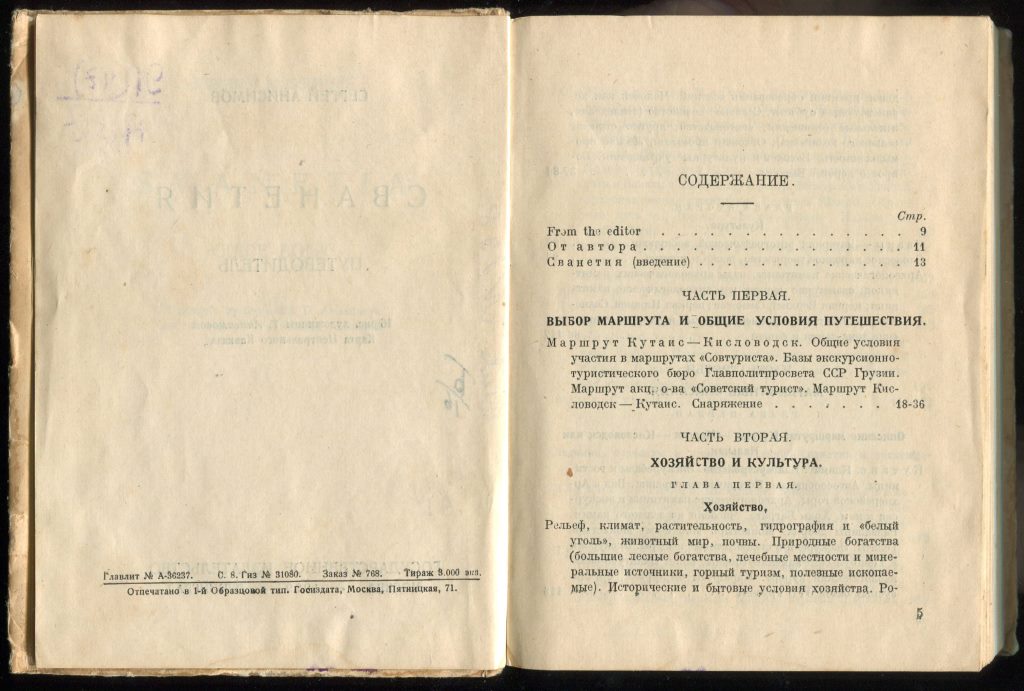 Главлит № А-36237. С. 8. Гиз № 31080. Заказ № 768. Тираж 3.000 экз.
Отпечатано в 1-й Образцовой тип. Госиздата, Москва, Пятницкая, 71.
СОДЕРЖАНИЕ.
Стр.
From the editor . . . . . . . . . . . . . . . . 9
От автора . . . . . . . . . . . . . . . . 11
Сванетия (введение) . . . . . . . . . . . . . . 13
ЧАСТЬ ПЕРВАЯ.
ВЫБОР МАРШРУТА И ОБЩИЕ УСЛОВИЯ ПУТЕШЕСТВИЯ.
Маршрут Кутаис — Кисловодск. Общие условия
участия в маршрутах «Совтуриста». Базы экскурсионно-
туристического бюро Главполитпросвета ССР Грузии.
Маршрут акц. о-ва «Советский турист». Маршрут Кис-
ловодск — Кутаис. Снаряжение . . . . . . . 18-36
ЧАСТЬ ВТОРАЯ.
ХОЗЯЙСТВО И КУЛЬТУРА.
ГЛАВА ПЕРВАЯ.
Хозяйство,
Рельеф, климат, растительность, гидрография и «белый
уголь», животный мир, почвы. Природные богатства
(большие лесные богатства, лечебные местности и мине-
ральные источники, горный туризм, полезные ископае-
мые). Исторические и бытовые условия хозяйства. Ро-
5